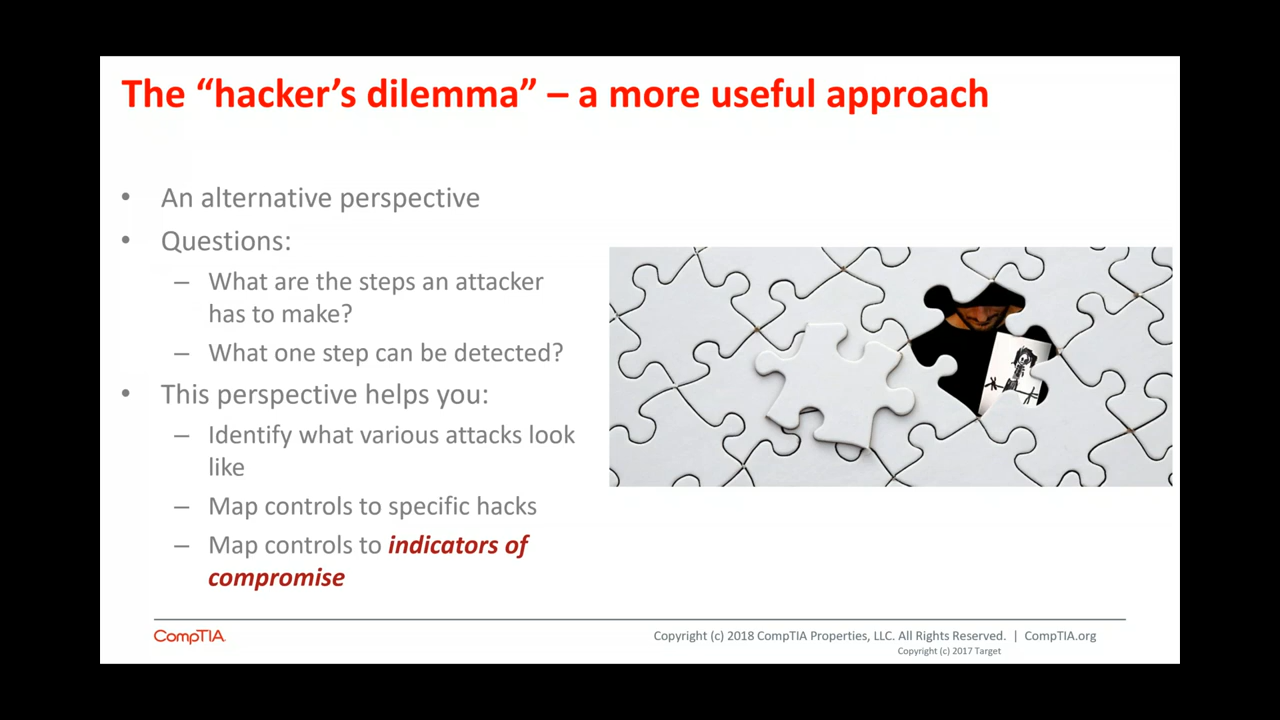 The “hacker’s dilemma” – a more useful approach
• An alternative perspective
• Questions:
– What are the steps an attacker
has to make?
– What one step can be detected?
• This perspective helps you:
– Identify what various attacks look
like
– Map controls to specific hacks
– Map controls to indicators of
compromise
CompTIA.
Copyright (c) 2018 CompTIA Properties, LLC. All Rights Reserved. | CompTIA.org
Copyright (c) 2017 Target